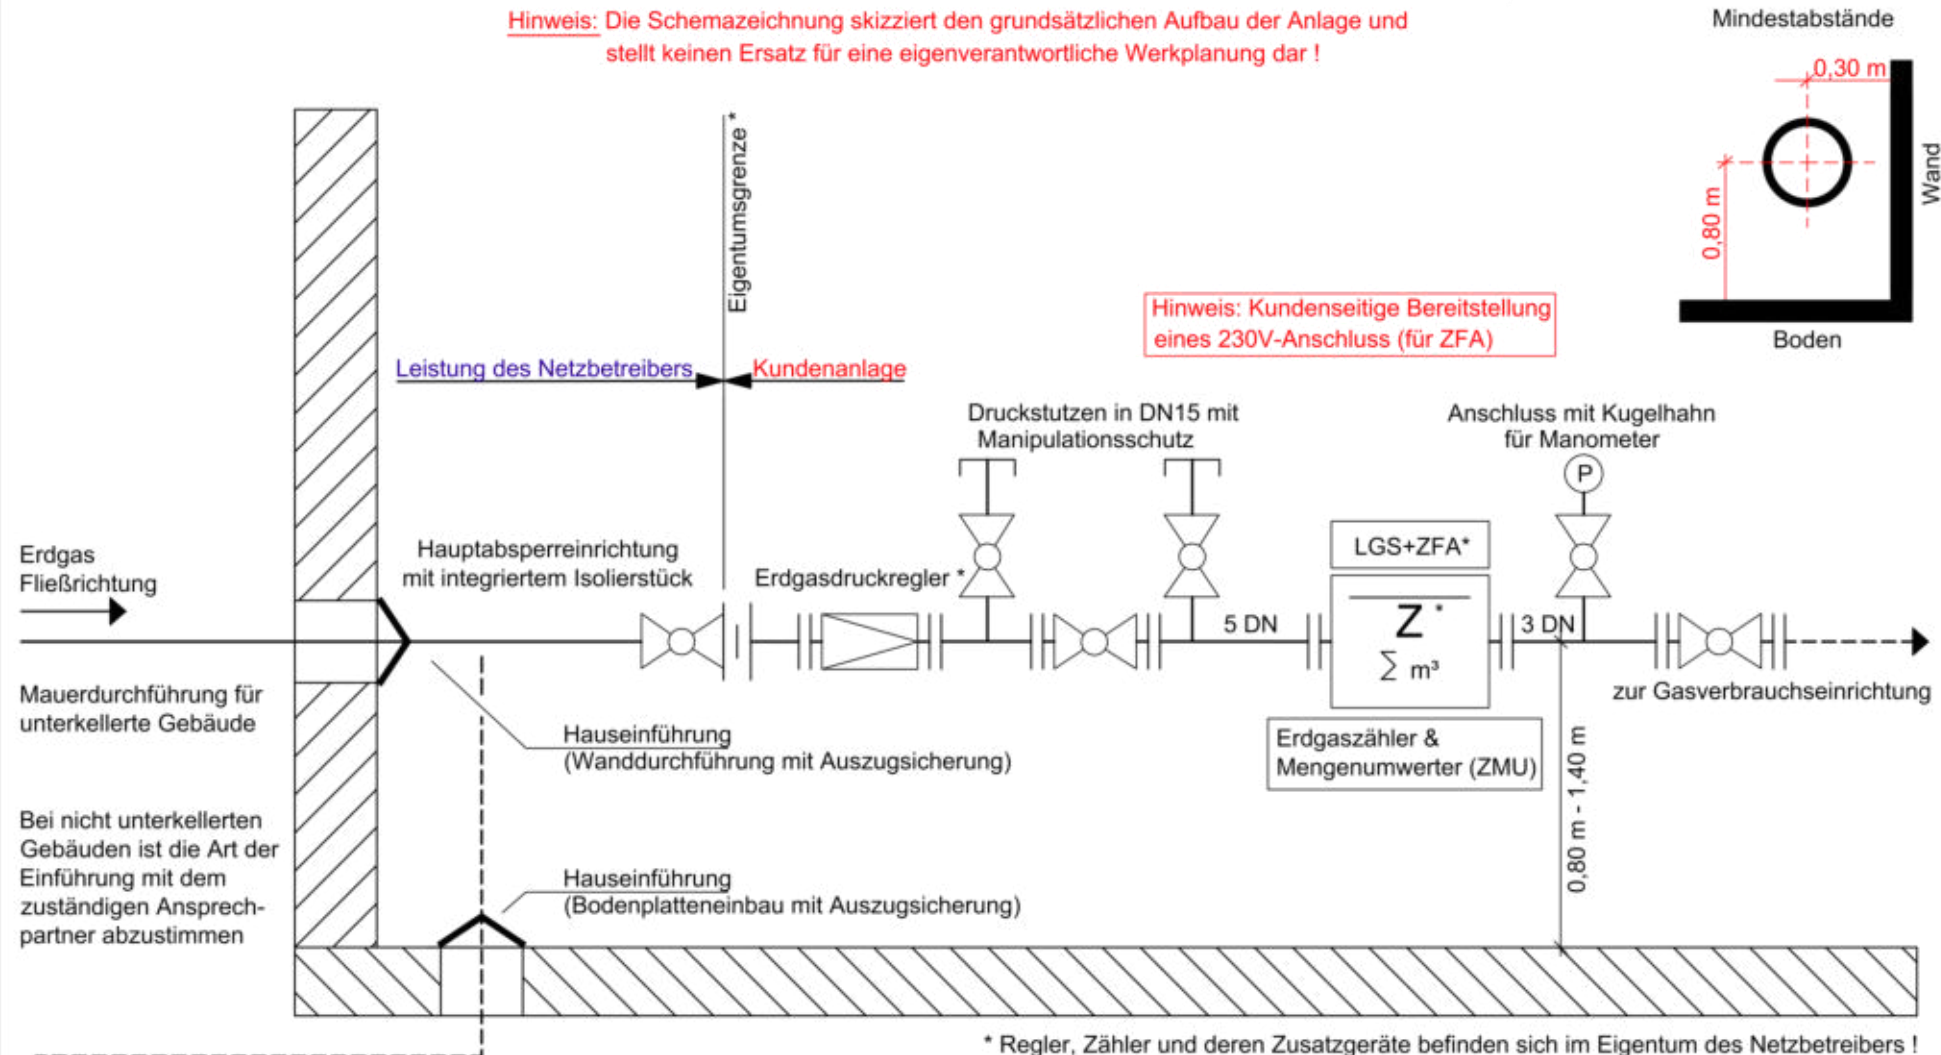 Hinweis: Die Schemazeichnung skizziert den grundsätzlichen Aufbau der Anlage und
stellt keinen Ersatz für eine eigenverantwortliche Werkplanung dar !
Mindestabstände
0,30 m
Wand
0,80 m
Boden
Eigentumsgrenze *
Hinweis: Kundenseitige Bereitstellung
eines 230V-Anschluss (für ZFA)
Leistung des Netzbetreibers
Kundenanlage
Druckstutzen in DN15 mit
Manipulationsschutz
Anschluss mit Kugelhahn
für Manometer
P
Erdgas
Fließrichtung
Hauptabsperreinrichtung
mit integriertem Isolierstück
Erdgasdruckregler *
LGS+ZFA*
5 DN
Z *
∑ m³
3 DN
zur Gasverbrauchseinrichtung
Mauerdurchführung für
unterkellerte Gebäude
Hauseinführung
(Wanddurchführung mit Auszugsicherung)
Erdgaszähler &
Mengenumwerter (ZMU)
0,80 m - 1,40 m
Bei nicht unterkellerten
Gebäuden ist die Art der
Einführung mit dem
zuständigen Ansprech-
partner abzustimmen
Hauseinführung
(Bodenplatteneinbau mit Auszugsicherung)
* Regler, Zähler und deren Zusatzgeräte befinden sich im Eigentum des Netzbetreibers !